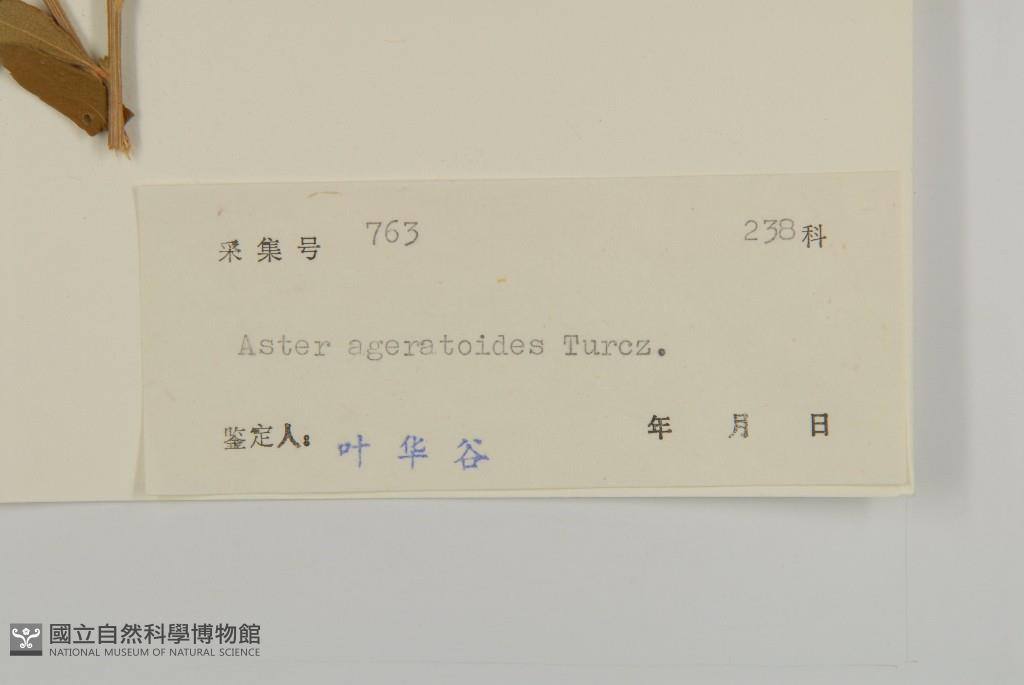 采集号 763 238科
Aster ageratoides Turcz.
鉴定人: 叶华谷 年 月 日
國立自然科學博物館
NATIONAL MUSEUM OF NATURAL SCIENCE